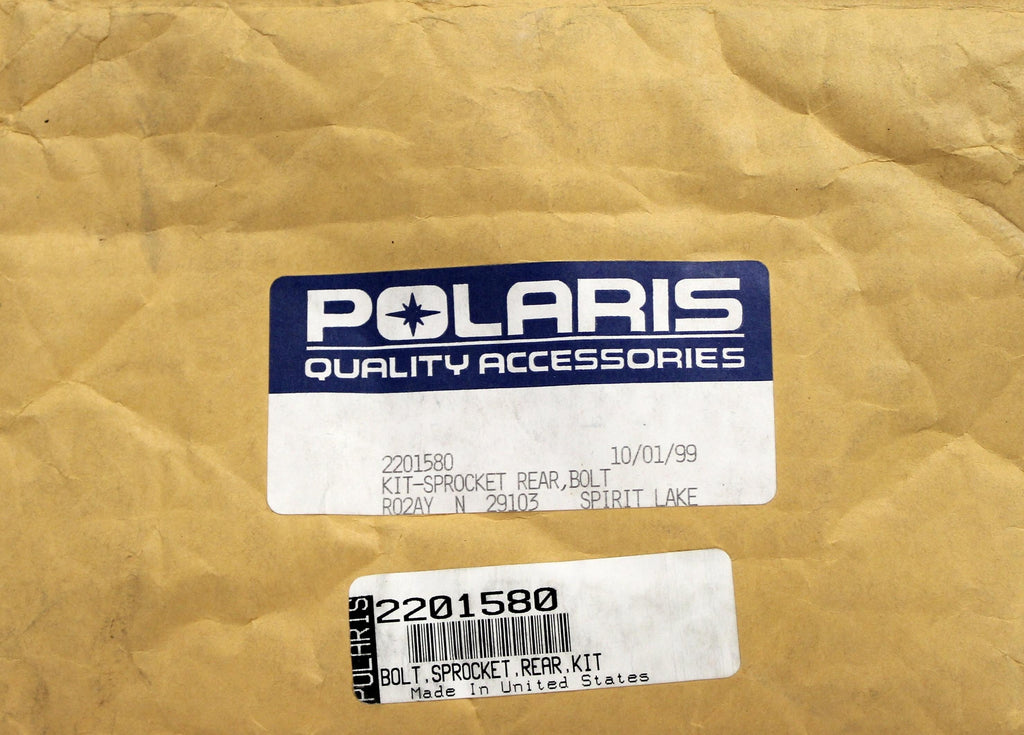 POLARIS
QUALITY ACCESSORIES
2201580 10/01/99
KIT-SPROCKET REAR,BOLT
R02AY N 29103 SPIRIT LAKE
POLARIS
2201580
BOLT,SPROCKET,REAR,KIT
Made In United States